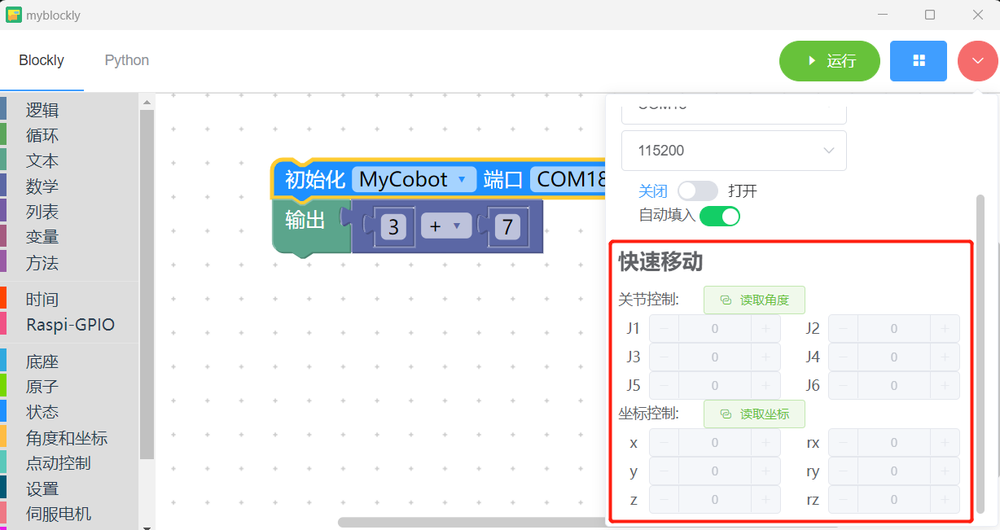 myblockly
Blockly Python 运行
逻辑
循环
文本
数学
列表
变量
方法
时间
Raspi-GPIO
底座
原子
状态
角度和坐标
点动控制
设置
伺服电机
初始化 MyCobot 端口 COM18
输出 3 + 7
115200
关闭 打开
自动填入
快速移动
关节控制: 读取角度
J1 － 0 + J2 － 0 +
J3 － 0 + J4 － 0 +
J5 － 0 + J6 － 0 +
坐标控制: 读取坐标
x － 0 + rx － 0 +
y － 0 + ry － 0 +
z － 0 + rz － 0 +